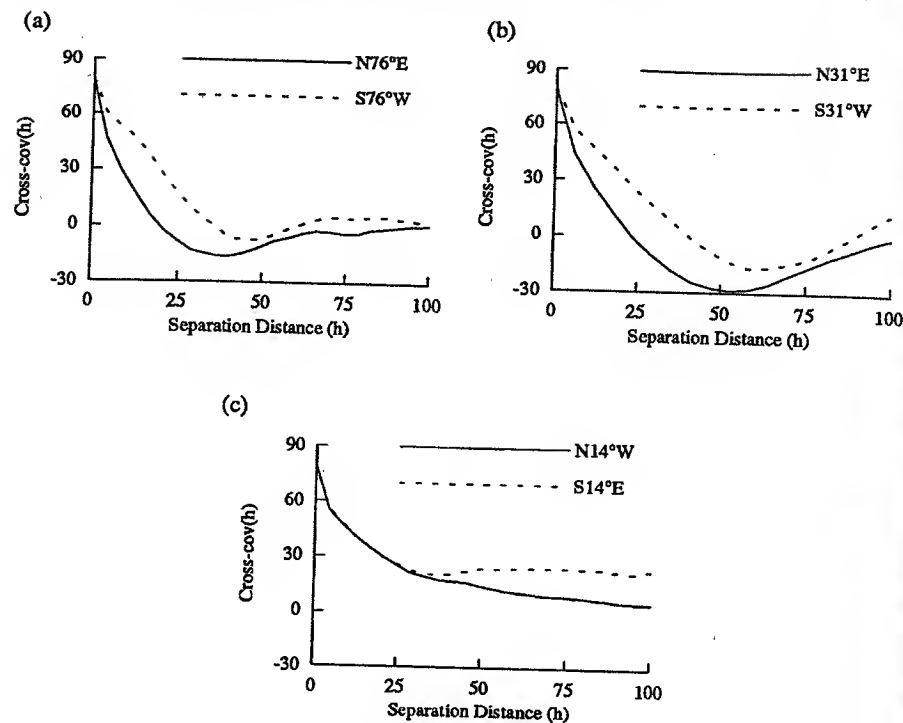 (a)
90
60
30
0
-30
Cross-cov(h)
N76°E
S76°W
0 25 50 75 100
Separation Distance (h)
(b)
90
60
30
0
-30
Cross-cov(h)
N31°E
S31°W
0 25 50 75 100
Separation Distance (h)
(c)
90
60
30
0
-30
Cross-cov(h)
N14°W
S14°E
0 25 50 75 100
Separation Distance (h)